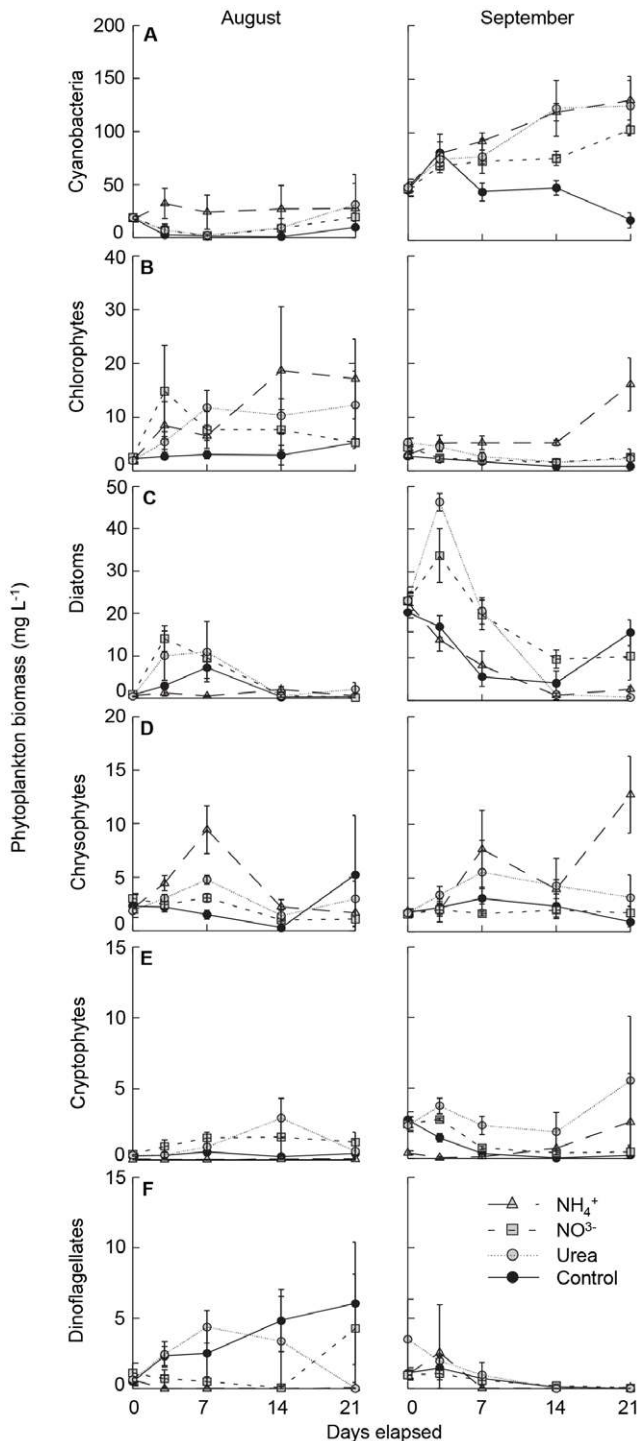 August September
A
Cyanobacteria
200
150
100
50
0
B
Chlorophytes
40
30
20
10
0
C
Diatoms
50
40
30
20
10
0
D
Chrysophytes
20
15
10
5
0
E
Cryptophytes
15
10
5
0
F
Dinoflagellates
15
10
5
0
Phytoplankton biomass (mg L⁻¹)
NH₄⁺
NO³⁻
Urea
Control
0 7 14 21 0 7 14 21
Days elapsed